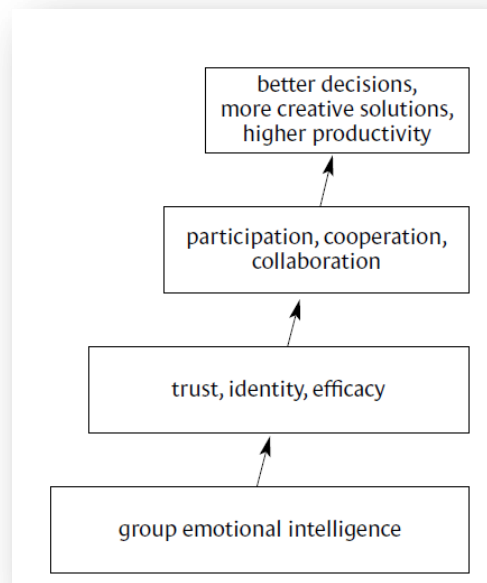 better decisions,
more creative solutions,
higher productivity
participation, cooperation,
collaboration
trust, identity, efficacy
group emotional intelligence